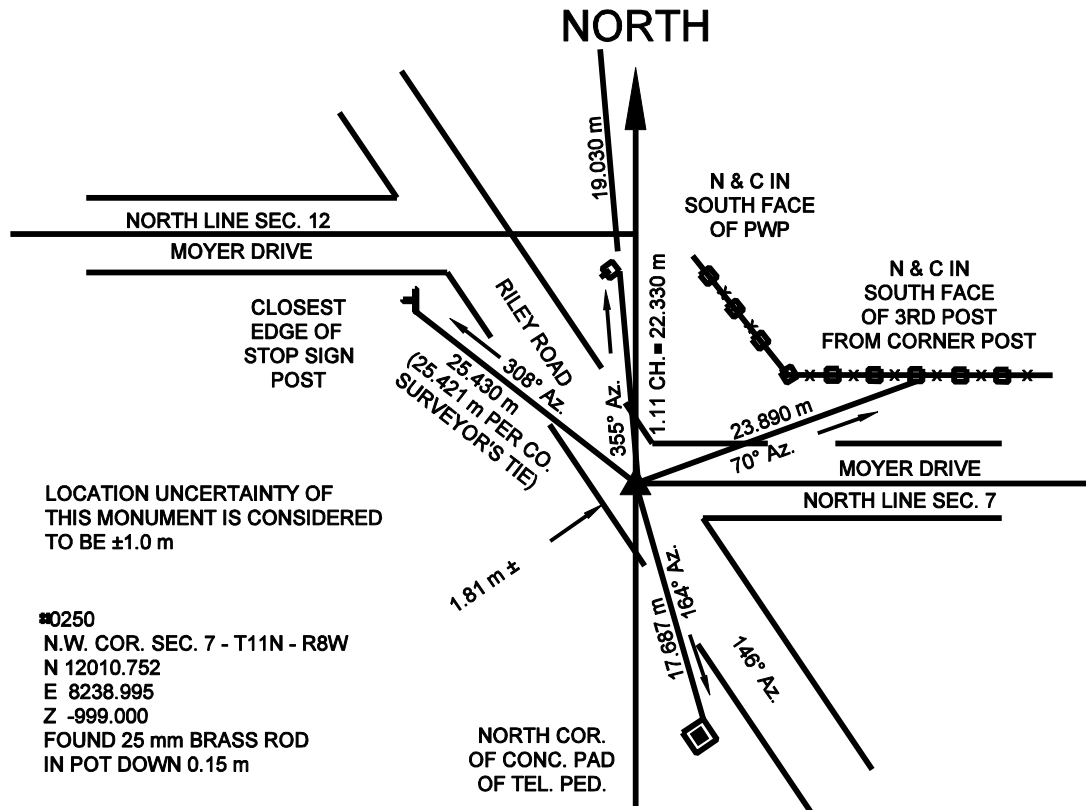 NORTH
19.030 m
N & C IN
SOUTH FACE
OF PWP
NORTH LINE SEC. 12
MOYER DRIVE
N & C IN
SOUTH FACE
OF 3RD POST
FROM CORNER POST
CLOSEST
EDGE OF
STOP SIGN
POST
RILEY ROAD
308° Az.
25.430 m
(25.421 m PER CO.
SURVEYOR'S TIE)
355° Az.
1.11 CH. = 22.330 m
23.890 m
70° Az.
MOYER DRIVE
NORTH LINE SEC. 7
LOCATION UNCERTAINTY OF
THIS MONUMENT IS CONSIDERED
TO BE ±1.0 m
1.81 m ±
164° Az.
17.687 m
146° Az.
#0250
N.W. COR. SEC. 7 - T11N - R8W
N 12010.752
E 8238.995
Z -999.000
FOUND 25 mm BRASS ROD
IN POT DOWN 0.15 m
NORTH COR.
OF CONC. PAD
OF TEL. PED.